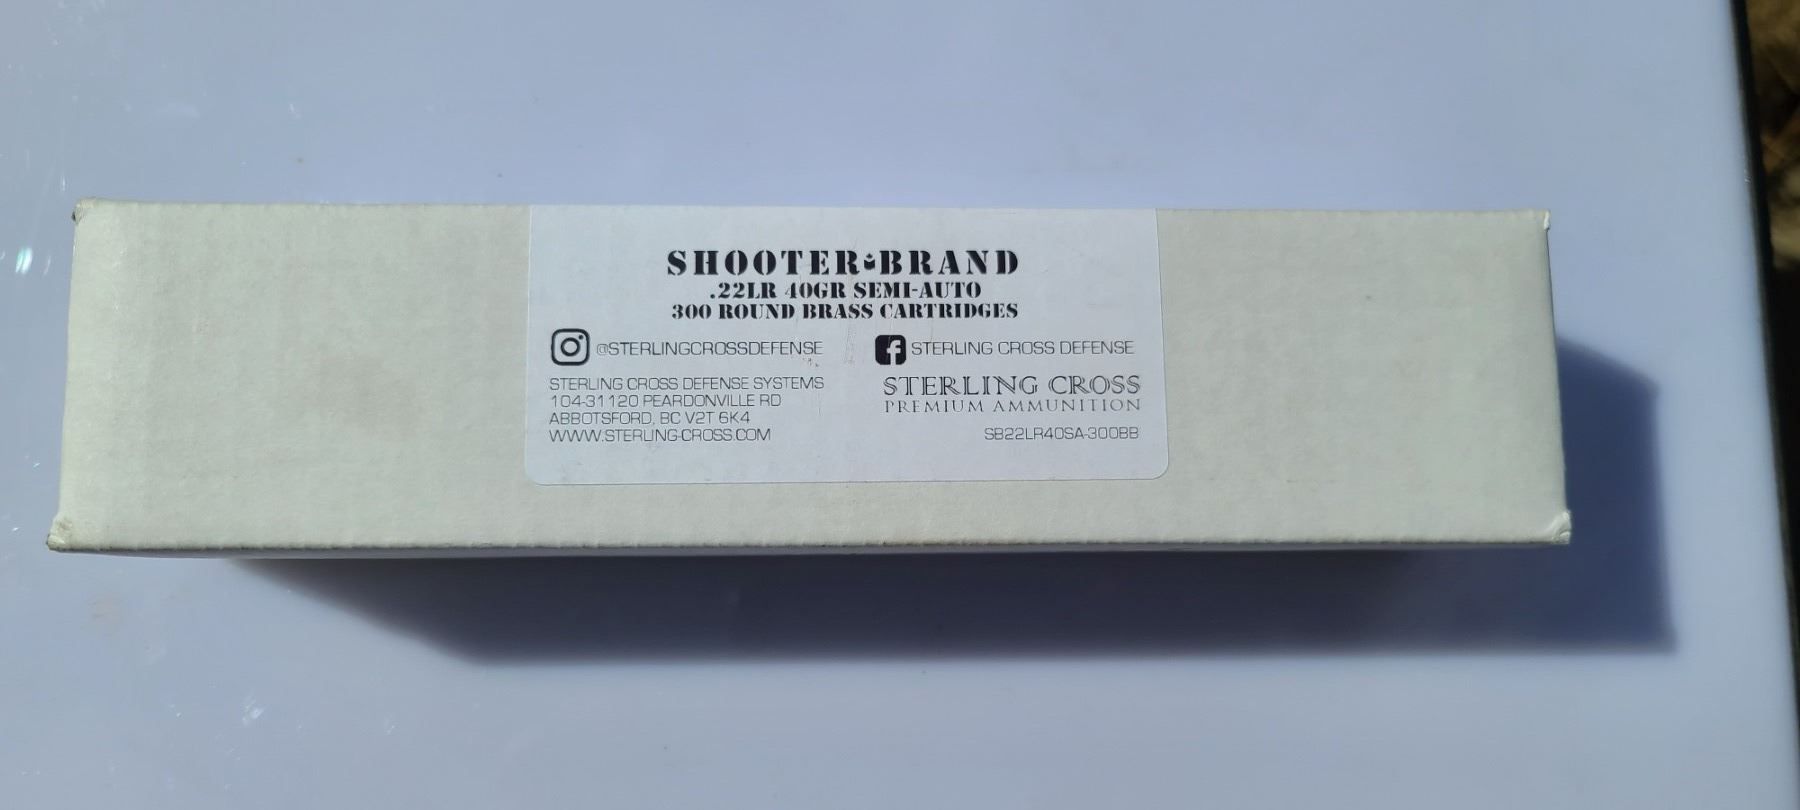 SHOOTER BRAND
.22LR 40GR SEMI-AUTO
300 ROUND BRASS CARTRIDGES
@STERLINGCROSSDEFENSE
STERLING CROSS DEFENSE
STERLING CROSS DEFENSE SYSTEMS
104-31120 PEARDONVILLE RD
ABBOTSFORD, BC V2T 6K4
WWW.STERLING-CROSS.COM
STERLING CROSS
PREMIUM AMMUNITION
SB22LR40SA-300BB